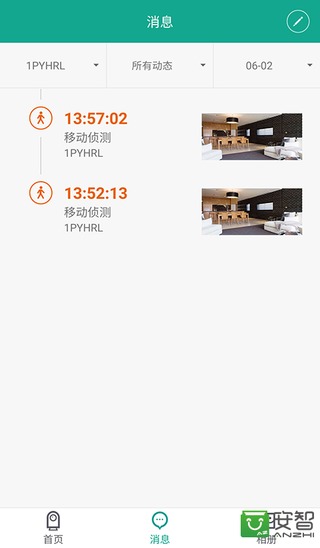 消息
1PYHRL
所有动态
06-02
13:57:02
移动侦测
1PYHRL
13:52:13
移动侦测
1PYHRL
首页
消息
相册
安智
ANZHI